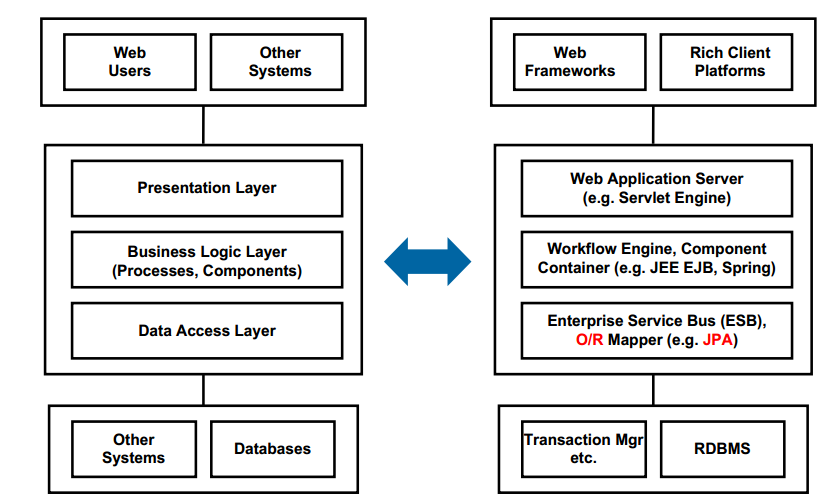 Web
Users
Other
Systems
Presentation Layer
Business Logic Layer
(Processes, Components)
Data Access Layer
Other
Systems
Databases
Web
Frameworks
Rich Client
Platforms
Web Application Server
(e.g. Servlet Engine)
Workflow Engine, Component
Container (e.g. JEE EJB, Spring)
Enterprise Service Bus (ESB),
O/R Mapper (e.g. JPA)
Transaction Mgr
etc.
RDBMS